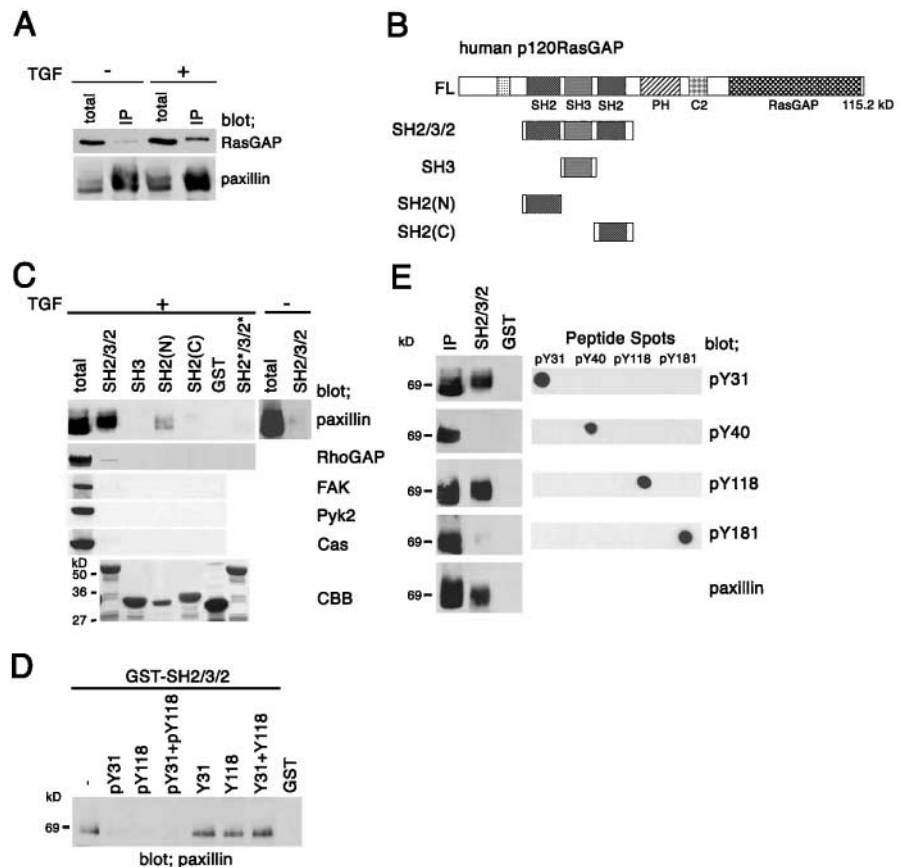 A
TGF
- +
total IP total IP blot;
RasGAP
paxillin
B
human p120RasGAP
FL
SH2 SH3 SH2 PH C2 RasGAP 115.2 kD
SH2/3/2
SH3
SH2(N)
SH2(C)
C
TGF + -
total SH2/3/2 SH3 SH2(N) SH2(C) GST SH2*/3/2* total SH2/3/2
blot;
paxillin
RhoGAP
FAK
Pyk2
Cas
kD
50
36
27
CBB
D
GST-SH2/3/2
- pY31 pY118 pY31+pY118 Y31 Y118 Y31+Y118 GST
kD
69
blot; paxillin
E
kD IP SH2/3/2 GST
Peptide Spots
pY31 pY40 pY118 pY181 blot;
69 pY31
69 pY40
69 pY118
69 pY181
69 paxillin